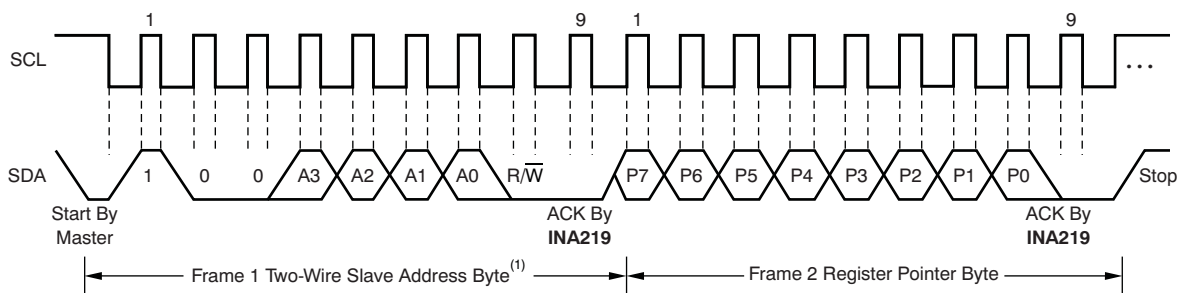 1 9 1 9
SCL
...
SDA
1 0 0 A3 A2 A1 A0 R/W̅ P7 P6 P5 P4 P3 P2 P1 P0 Stop
Start By
Master
ACK By
INA219
ACK By
INA219
Frame 1 Two-Wire Slave Address Byte(1)
Frame 2 Register Pointer Byte